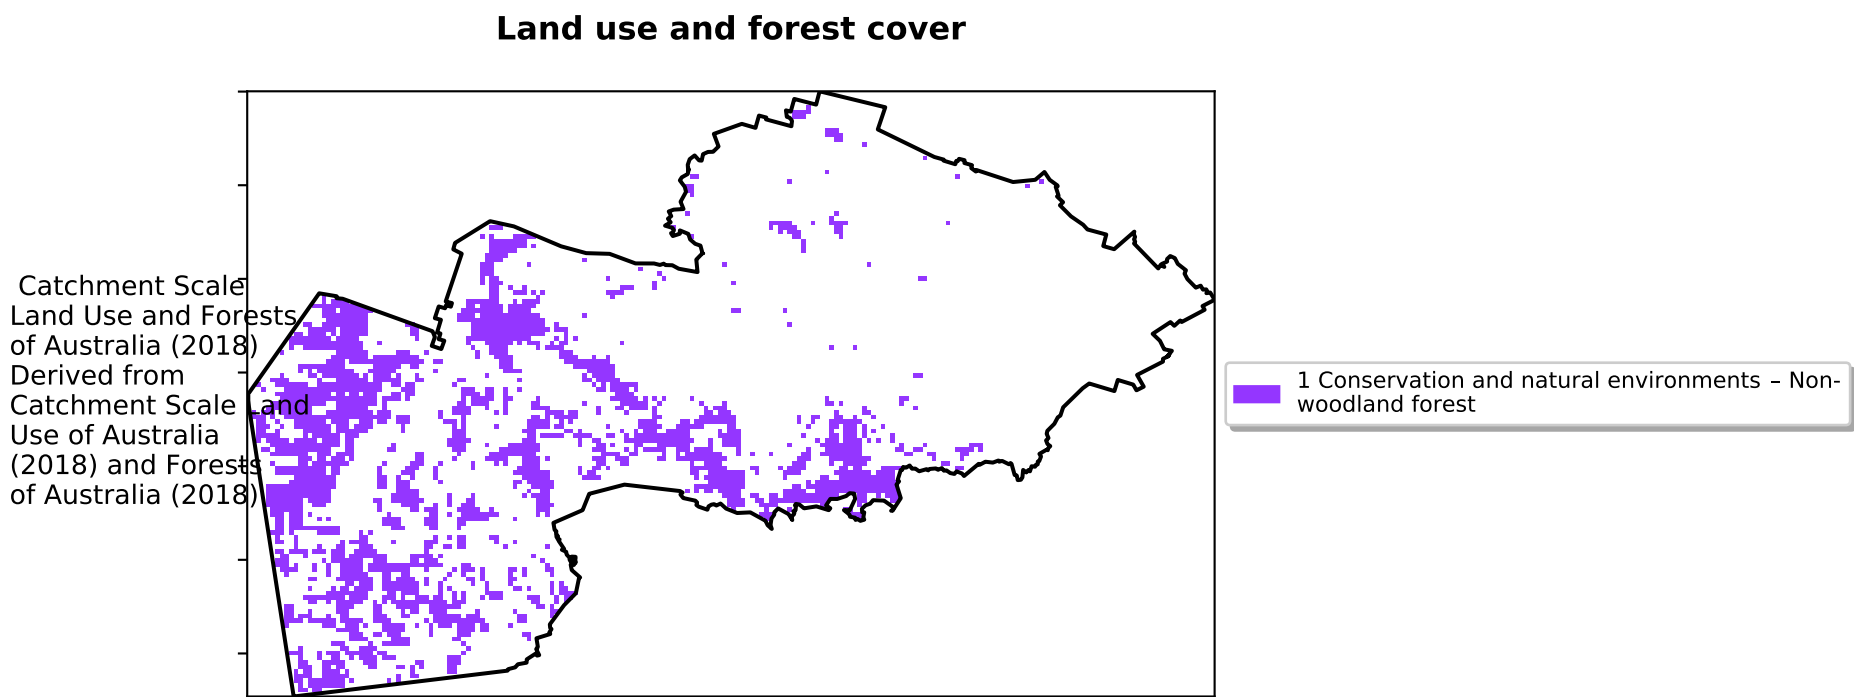 Land use and forest cover
Catchment Scale
Land Use and Forests
of Australia (2018)
Derived from
Catchment Scale Land
Use of Australia
(2018) and Forests
of Australia (2018)
1 Conservation and natural environments – Non-
woodland forest